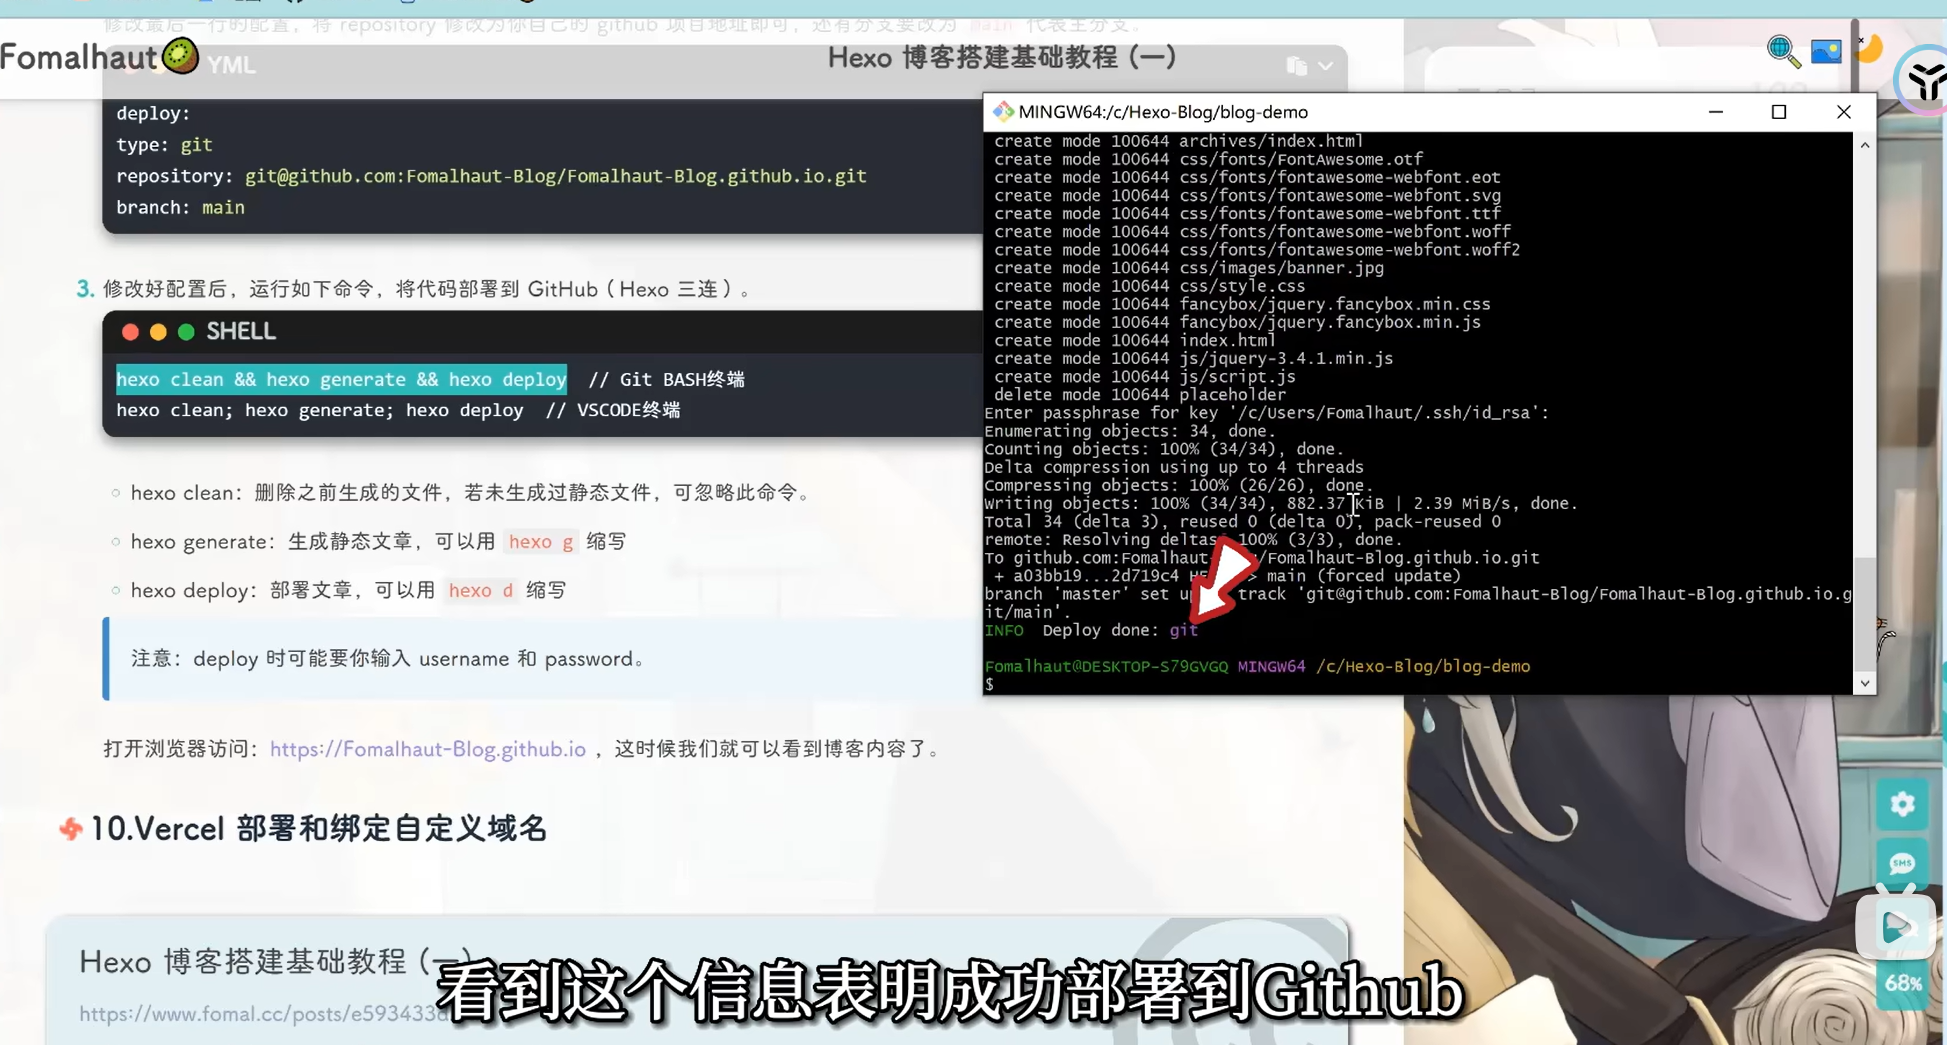 修改最后一行的配置，将 repository 修改为你自己的 github 项目地址即可，还有分支要改为 main 代表主分支。
Fomalhaut
Hexo 博客搭建基础教程（一）
YML
deploy:
type: git
repository: git@github.com:Fomalhaut-Blog/Fomalhaut-Blog.github.io.git
branch: main
3. 修改好配置后，运行如下命令，将代码部署到 GitHub（Hexo 三连）。
SHELL
hexo clean && hexo generate && hexo deploy // Git BASH终端
hexo clean; hexo generate; hexo deploy // VSCODE终端
hexo clean：删除之前生成的文件，若未生成过静态文件，可忽略此命令。
hexo generate：生成静态文章，可以用 hexo g 缩写
hexo deploy：部署文章，可以用 hexo d 缩写
注意：deploy 时可能要你输入 username 和 password。
打开浏览器访问：https://Fomalhaut-Blog.github.io ，这时候我们就可以看到博客内容了。
10.Vercel 部署和绑定自定义域名
Hexo 博客搭建基础教程（一）
https://www.fomal.cc/posts/e593433d
MINGW64:/c/Hexo-Blog/blog-demo
create mode 100644 archives/index.html
create mode 100644 css/fonts/FontAwesome.otf
create mode 100644 css/fonts/fontawesome-webfont.eot
create mode 100644 css/fonts/fontawesome-webfont.svg
create mode 100644 css/fonts/fontawesome-webfont.ttf
create mode 100644 css/fonts/fontawesome-webfont.woff
create mode 100644 css/fonts/fontawesome-webfont.woff2
create mode 100644 css/images/banner.jpg
create mode 100644 css/style.css
create mode 100644 fancybox/jquery.fancybox.min.css
create mode 100644 fancybox/jquery.fancybox.min.js
create mode 100644 index.html
create mode 100644 js/jquery-3.4.1.min.js
create mode 100644 js/script.js
delete mode 100644 placeholder
Enter passphrase for key '/c/Users/Fomalhaut/.ssh/id_rsa':
Enumerating objects: 34, done.
Counting objects: 100% (34/34), done.
Delta compression using up to 4 threads
Compressing objects: 100% (26/26), done.
Writing objects: 100% (34/34), 882.37 KiB | 2.39 MiB/s, done.
Total 34 (delta 3), reused 0 (delta 0), pack-reused 0
remote: Resolving deltas: 100% (3/3), done.
To github.com:Fomalhaut-/Fomalhaut-Blog.github.io.git
+ a03bb19...2d719c4 HE > main (forced update)
branch 'master' set u track 'git@github.com:Fomalhaut-Blog/Fomalhaut-Blog.github.io.g
it/main'.
INFO Deploy done: git
Fomalhaut@DESKTOP-S79GVGQ MINGW64 /c/Hexo-Blog/blog-demo
$
SMS
68%
看到这个信息表明成功部署到Github